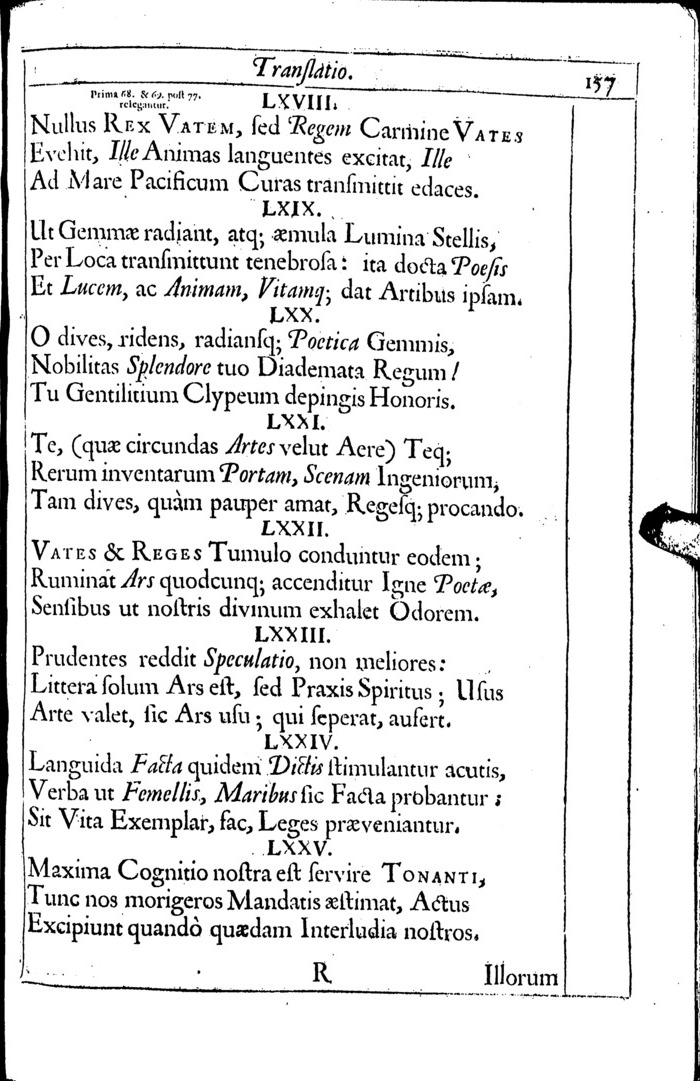 Tranſlatio.
157
Prima 68. & 69. poſt 77.
relegantur.
LXVIII.
Nullus REX VATEM, ſed Regem Carmine VATES
Evehit, Ille Animas languentes excitat, Ille
Ad Mare Pacificum Curas tranſmittit edaces.
LXIX.
Ut Gemmæ radiant, atq; æmula Lumina Stellis,
Per Loca tranſmittunt tenebroſa: ita docta Poeſis
Et Lucem, ac Animam, Vitamq; dat Artibus ipſam.
LXX.
O dives, ridens, radianſq; Poetica Gemmis,
Nobilitas Splendore tuo Diademata Regum!
Tu Gentilitium Clypeum depingis Honoris.
LXXI.
Te, (quæ circundas Artes velut Aere) Teq;
Rerum inventarum Portam, Scenam Ingeniorum,
Tam dives, quàm pauper amat, Regeſq; procando.
LXXII.
VATES & REGES Tumulo conduntur eodem;
Ruminat Ars quodcunq; accenditur Igne Poetæ,
Senſibus ut noſtris divinum exhalet Odorem.
LXXIII.
Prudentes reddit Speculatio, non meliores:
Littera ſolum Ars eſt, ſed Praxis Spiritus; Uſus
Arte valet, ſic Ars uſu; qui ſeperat, aufert.
LXXIV.
Languida Facta quidem Dictis ſtimulantur acutis,
Verba ut Femellis, Maribus ſic Facta probantur:
Sit Vita Exemplar, fac, Leges præveniantur.
LXXV.
Maxima Cognitio noſtra eſt ſervire TONANTI,
Tunc nos morigeros Mandatis æſtimat, Actus
Excipiunt quandò quædam Interludia noſtros.
R
Illorum